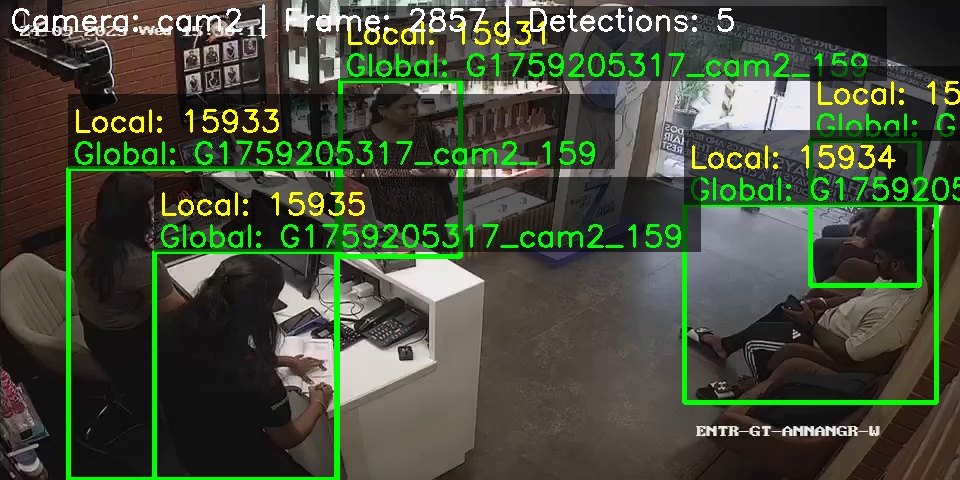 Camera: cam2 | Frame: 2857 | Detections: 5
Local: 15931
Global: G1759205317_cam2_159
Local: 15
Global: G
Local: 15933
Global: G1759205317_cam2_159
Local: 15934
Global: G1759205
Local: 15935
Global: G1759205317_cam2_159
ENTR-GT-ANNANGR-W